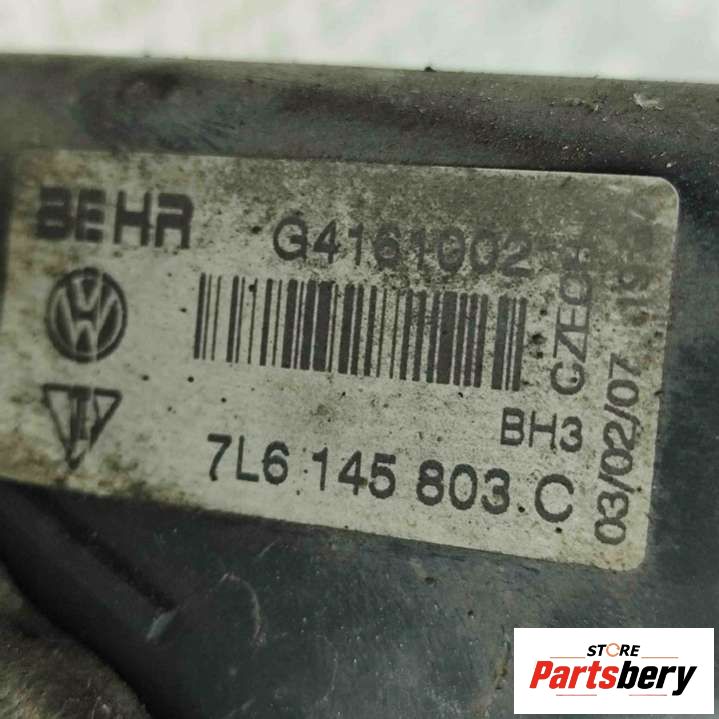 BEHR
G4161002
CZECH
03/02/07
BH3
7L6 145 803 C
STORE
Partsbery